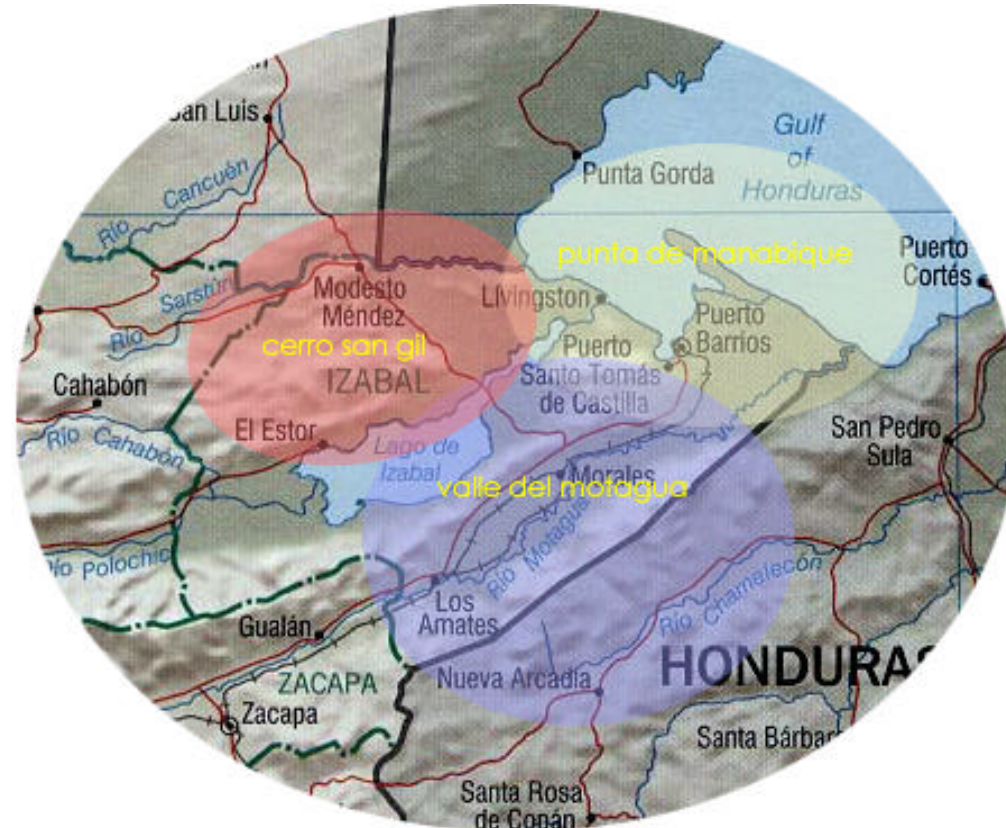 San Luis
Gulf
of
Honduras
Punta Gorda
Río Cancuén
punta de manabique
Puerto
Cortés
Río Sarstún
Modesto
Méndez
Livingston
Puerto
Barrios
cerro san gil
Puerto
Santo Tomás
de Castilla
IZABAL
Cahabón
El Estor
Río Cahabón
Lago de
Izabal
San Pedro
Sula
Morales
valle del motagua
Río Polochic
Río Motagua
Los
Amates
Río Chamelecón
Gualán
HONDURAS
ZACAPA
Nueva Arcadia
Zacapa
Santa Bárbar
Santa Rosa
de Copán